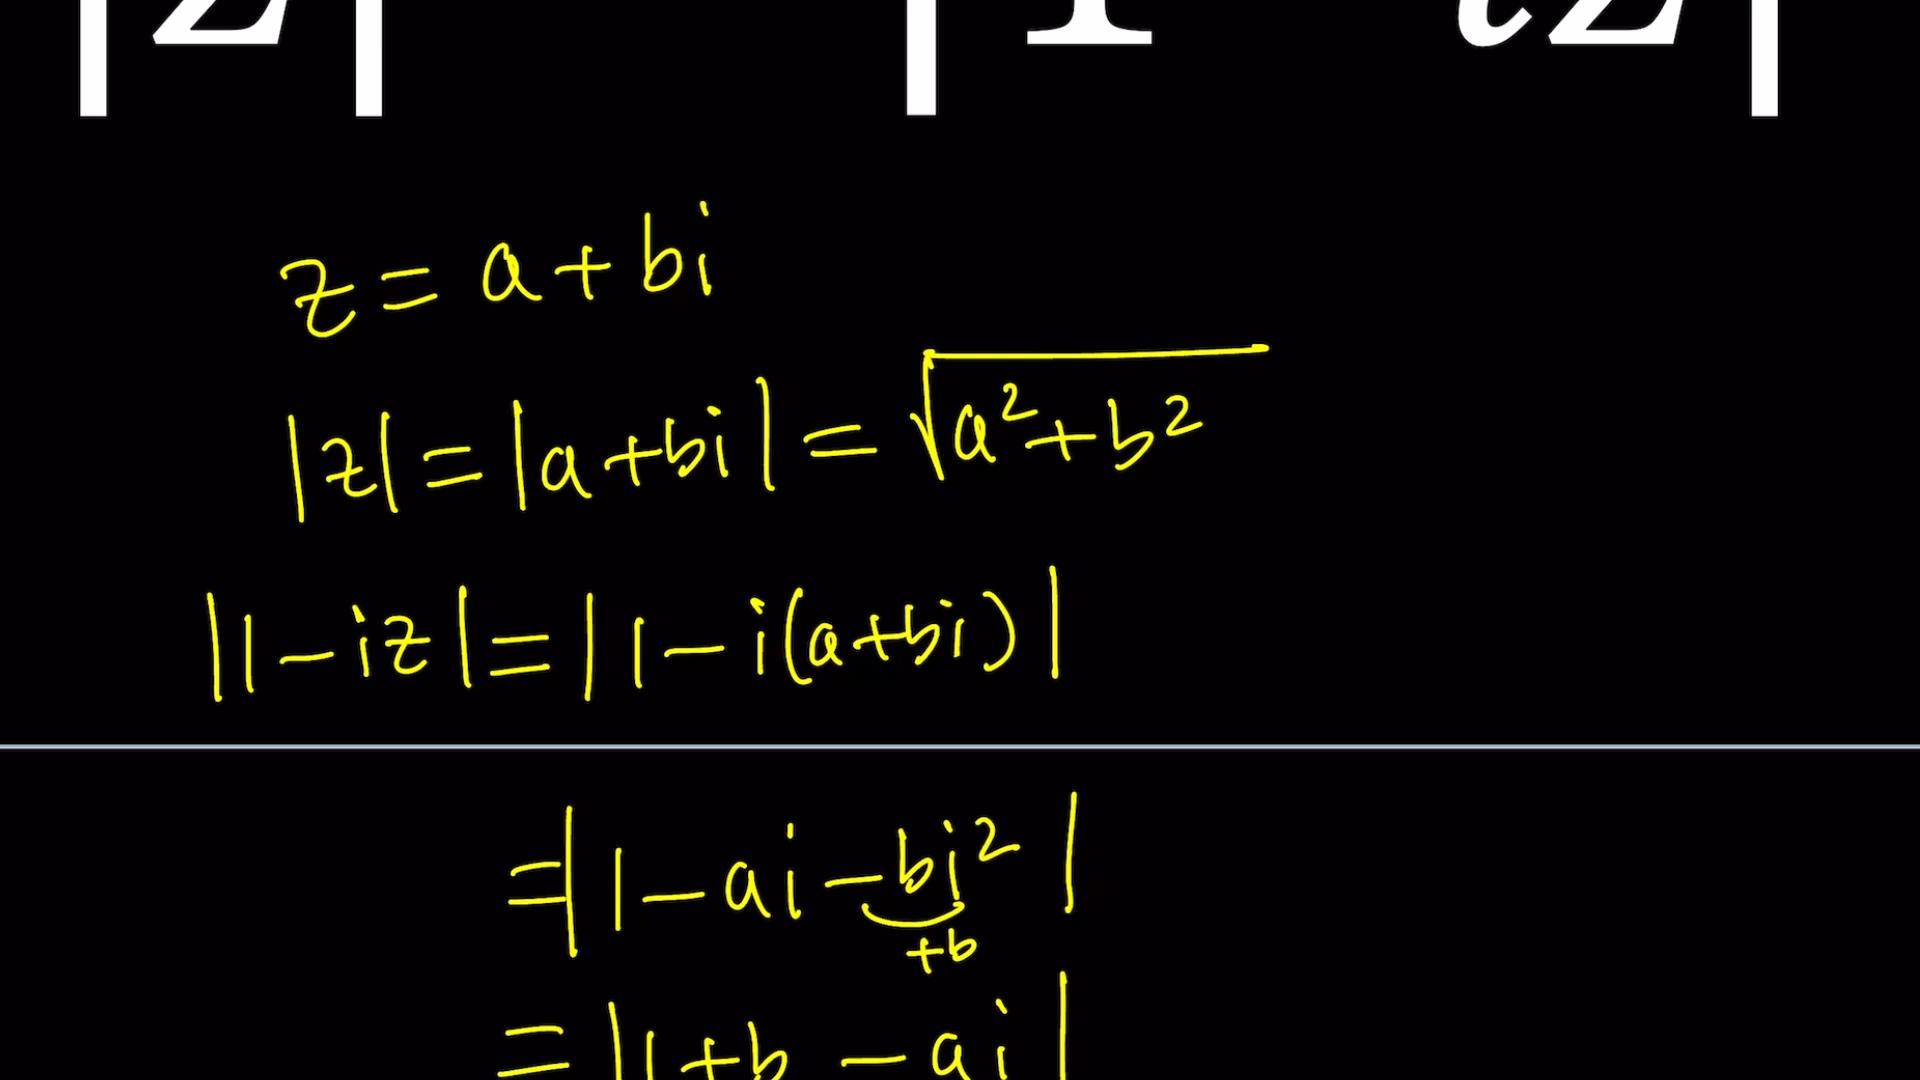 |z| |1 iz|
z = a + bi
|z| = |a + bi| = √a² + b²
|1 - iz| = |1 - i(a + bi)|
= |1 - ai - bi²|
+b
= |1 + b - ai|